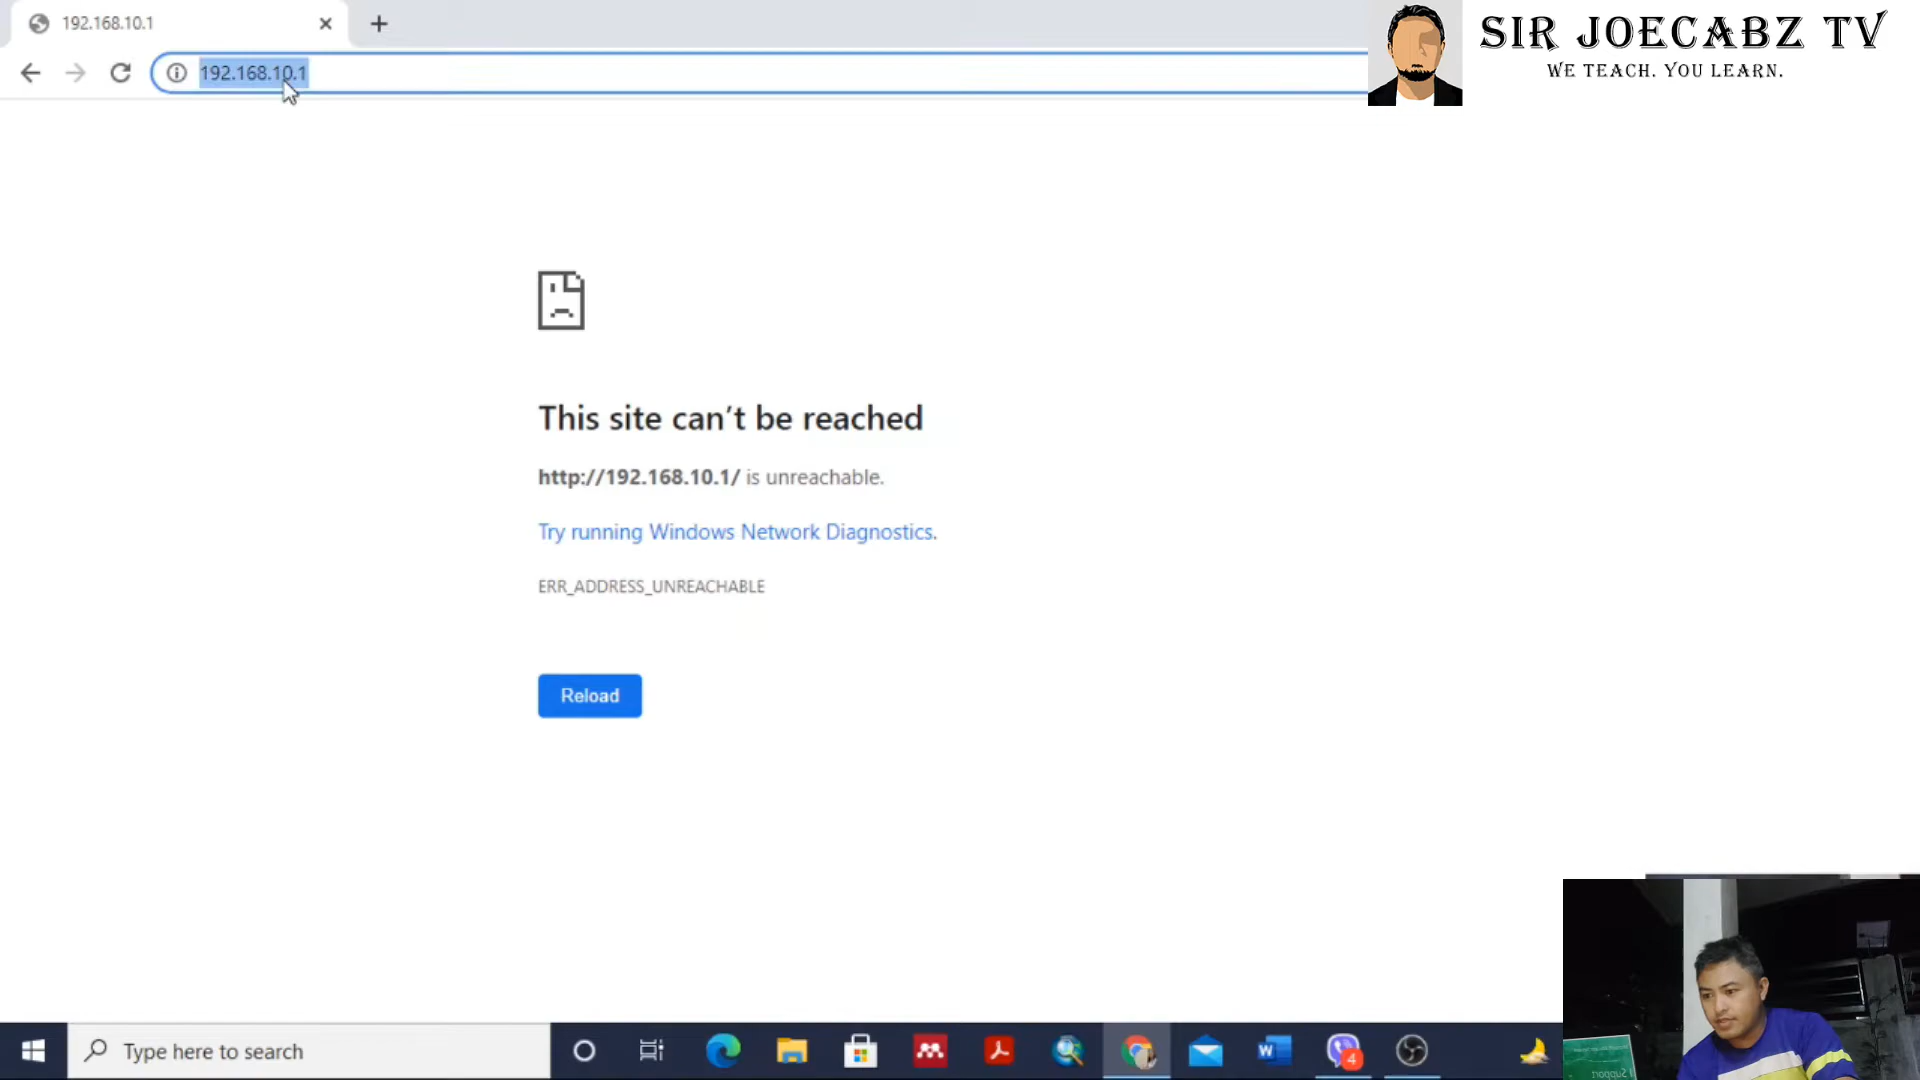 192.168.10.1
192.168.10.1
SIR JOECABZ TV
WE TEACH. YOU LEARN.
This site can't be reached
http://192.168.10.1/ is unreachable.
Try running Windows Network Diagnostics.
ERR_ADDRESS_UNREACHABLE
Reload
Type here to search
W
4